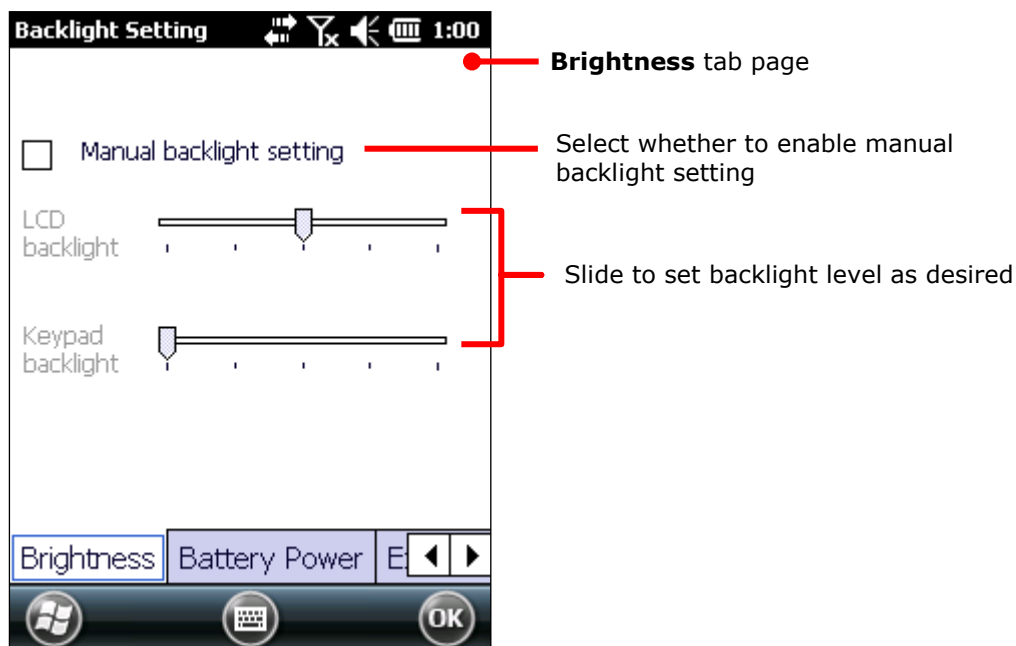 Backlight Setting 1:00
Brightness tab page
Manual backlight setting
Select whether to enable manual
backlight setting
LCD
backlight
Slide to set backlight level as desired
Keypad
backlight
Brightness Battery Power E
OK